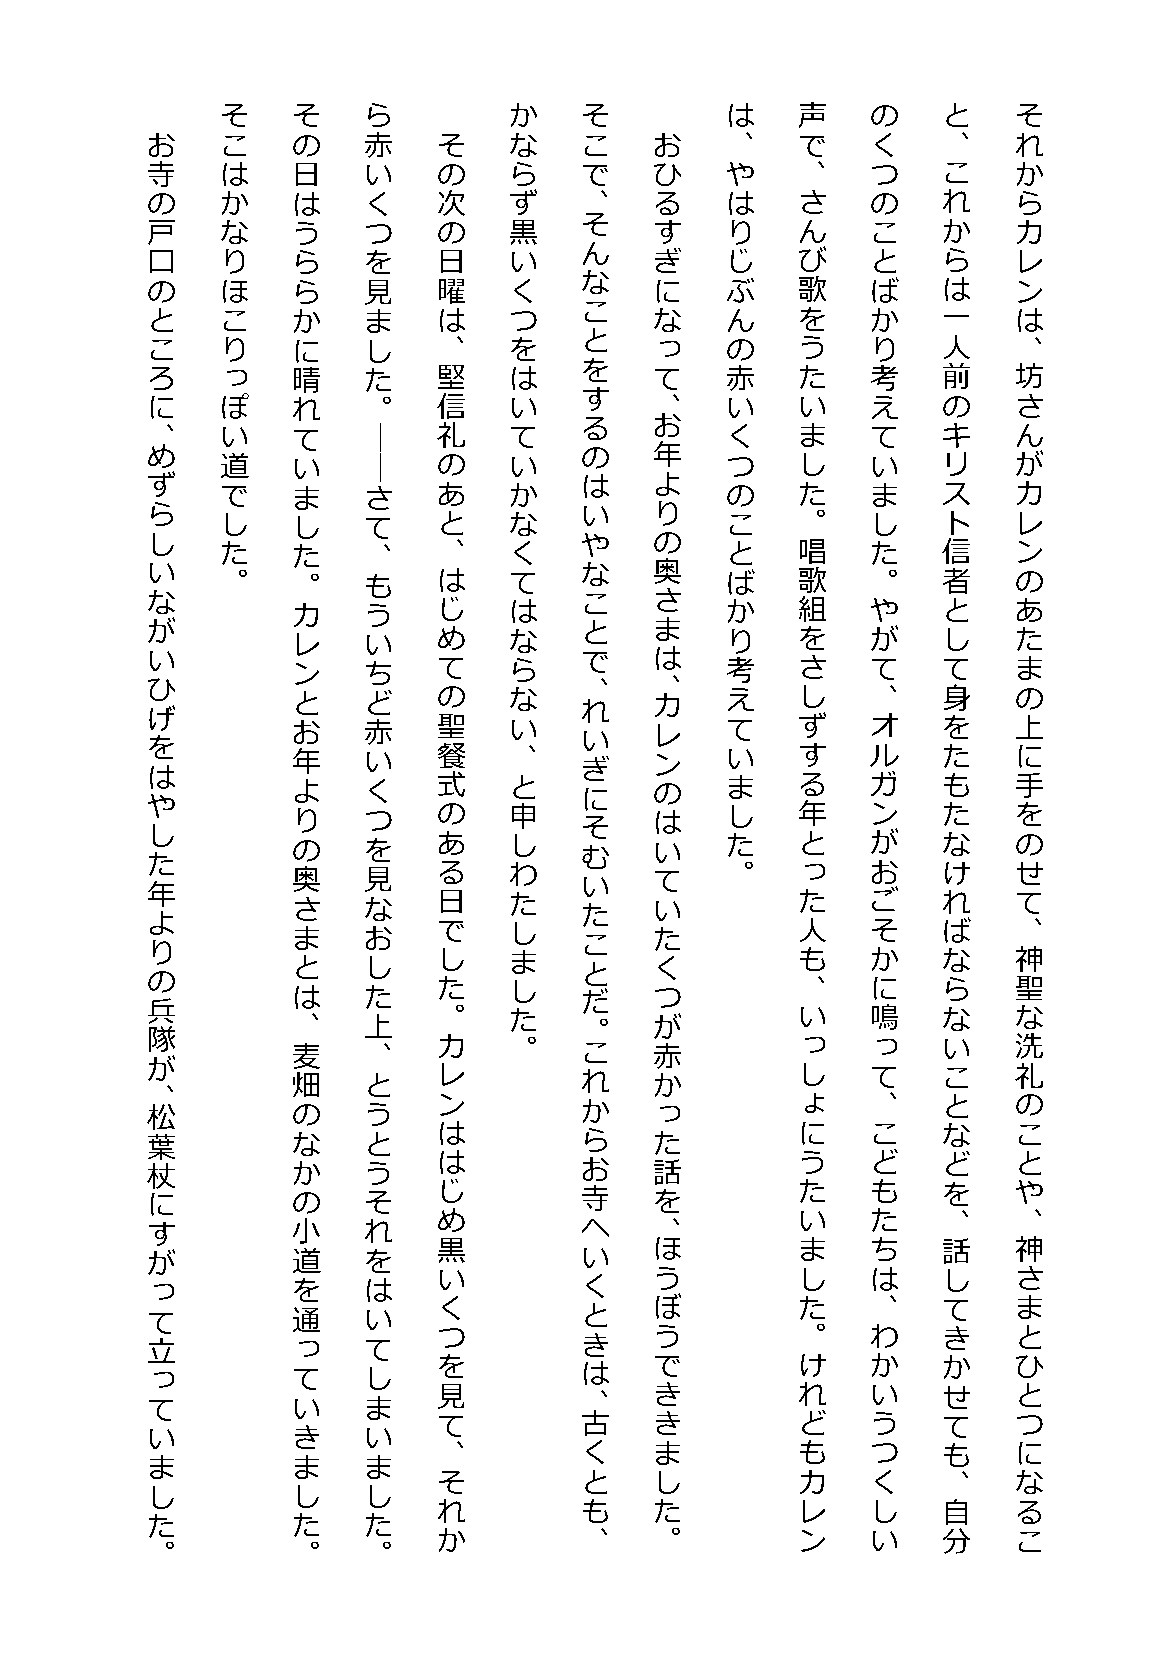 それからカレンは、坊さんがカレンのあたまの上に手をのせて、神聖な洗礼のことや、神さまとひとつになるこ
と、これからは一人前のキリスト信者として身をたもたなければならないことなどを、話してきかせても、自分
のくつのことばかり考えていました。やがて、オルガンがおごそかに鳴って、こどもたちは、わかいうつくしい
声で、さんび歌をうたいました。唱歌組をさしずする年とった人も、いっしょにうたいました。けれどもカレン
は、やはりじぶんの赤いくつのことばかり考えていました。
　おひるすぎになって、お年よりの奥さまは、カレンのはいていたくつが赤かった話を、ほうぼうでききました。
そこで、そんなことをするのはいやなことで、れいぎにそむいたことだ。これからお寺へいくときは、古くとも、
かならず黒いくつをはいていかなくてはならない、と申しわたしました。
　その次の日曜は、堅信礼のあと、はじめての聖餐式のある日でした。カレンははじめ黒いくつを見て、それか
ら赤いくつを見ました。――さて、もういちど赤いくつを見なおした上、とうとうそれをはいてしまいました。
その日はうららかに晴れていました。カレンとお年よりの奥さまとは、麦畑のなかの小道を通っていきました。
そこはかなりほこりっぽい道でした。
　お寺の戸口のところに、めずらしいながいひげをはやした年よりの兵隊が、松葉杖にすがって立っていました。